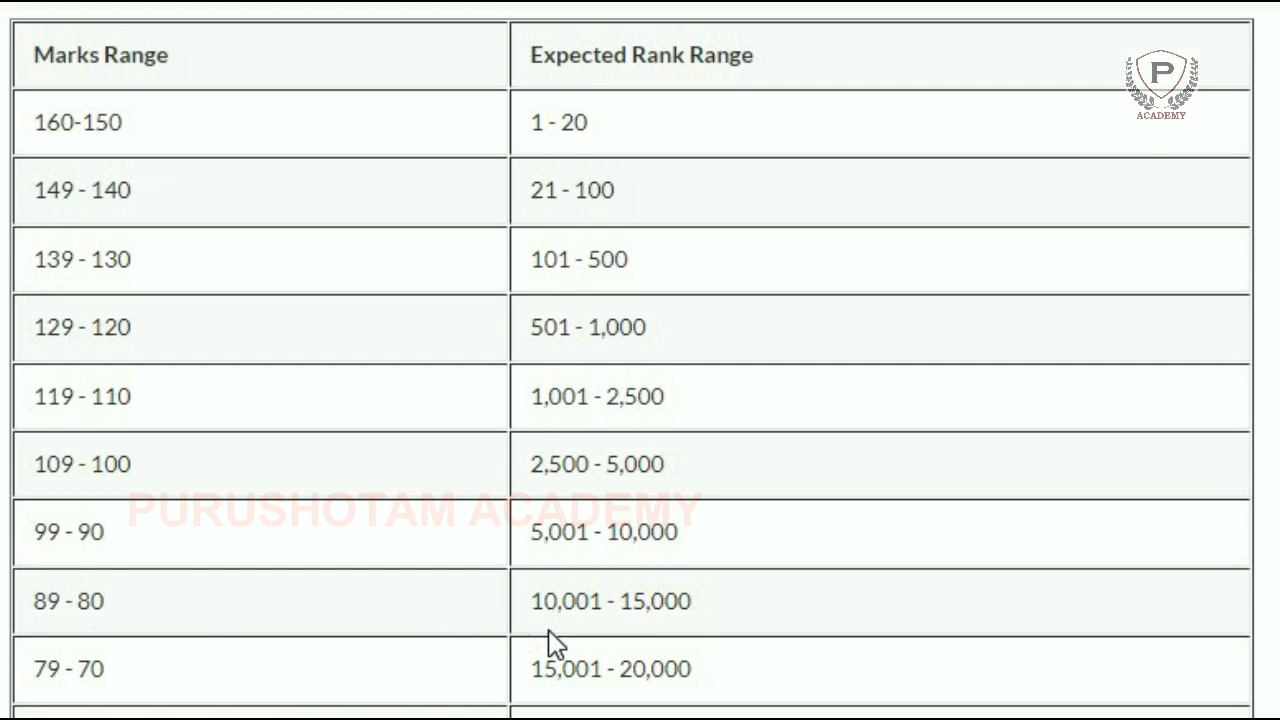 Marks Range Expected Rank Range
P
ACADEMY
160-150 1 - 20
149 - 140 21 - 100
139 - 130 101 - 500
129 - 120 501 - 1,000
119 - 110 1,001 - 2,500
109 - 100 2,500 - 5,000
PURUSHOTAM ACADEMY
99 - 90 5,001 - 10,000
89 - 80 10,001 - 15,000
79 - 70 15,001 - 20,000